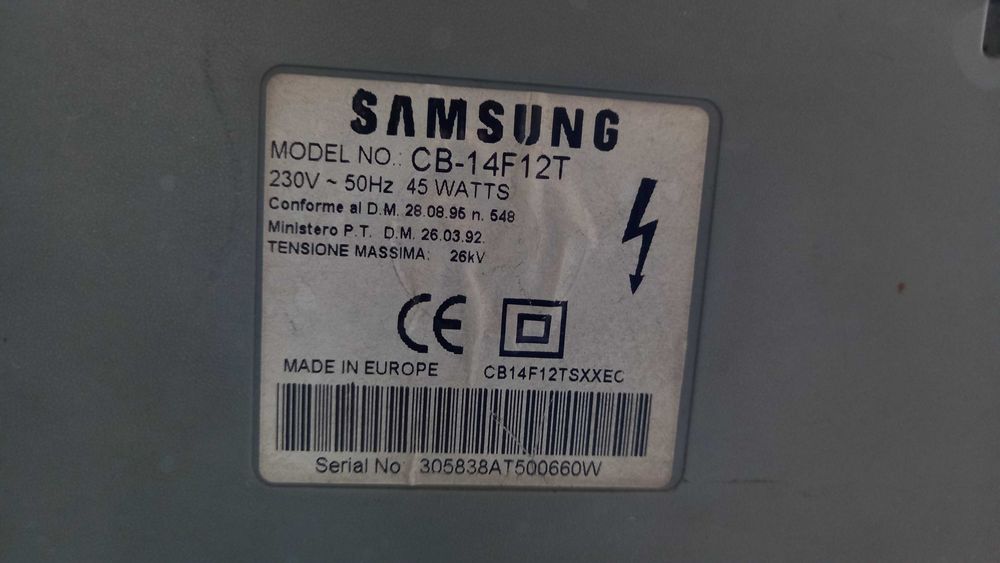 SAMSUNG
MODEL NO.: CB-14F12T
230V ~ 50Hz 45 WATTS
Conforme al D.M. 28.08.95 n. 548
Ministero P.T. D.M. 26.03.92.
TENSIONE MASSIMA: 26kV
CE
MADE IN EUROPE CB14F12TSXXEC
Serial No 305838AT500660W